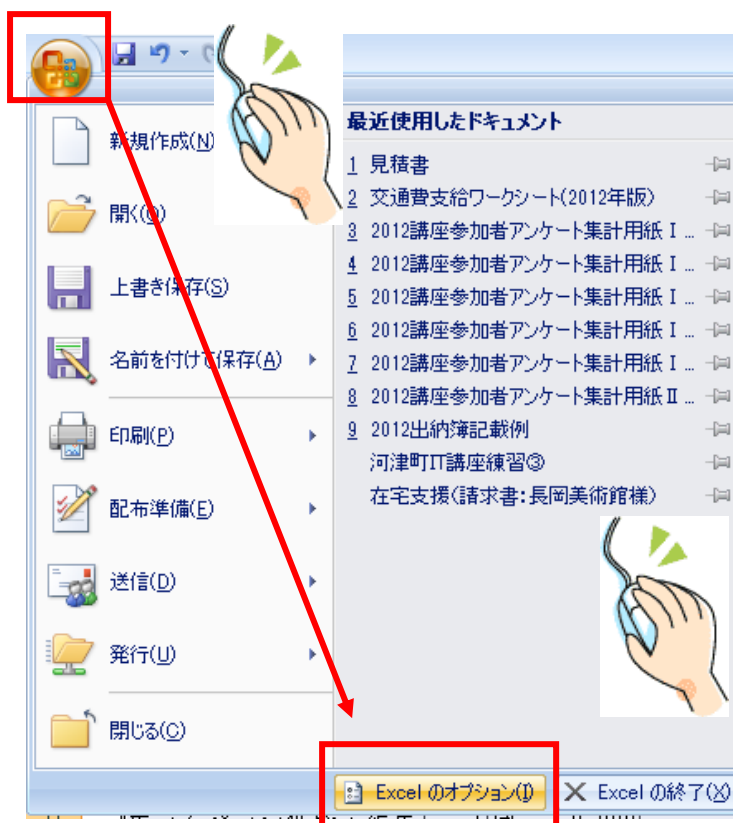 新規作成(N)
開く(O)
上書き保存(S)
名前を付けて保存(A)
印刷(P)
配布準備(E)
送信(D)
発行(U)
閉じる(C)
最近使用したドキュメント
1 見積書
2 交通費支給ワークシート(2012年版)
3 2012講座参加者アンケート集計用紙Ⅰ...
4 2012講座参加者アンケート集計用紙Ⅰ...
5 2012講座参加者アンケート集計用紙Ⅰ...
6 2012講座参加者アンケート集計用紙Ⅰ...
7 2012講座参加者アンケート集計用紙Ⅰ...
8 2012講座参加者アンケート集計用紙Ⅱ...
9 2012出納簿記載例
河津町IT講座練習③
在宅支援(請求書:長岡美術館様)
Excel のオプション(I)
Excel の終了(X)